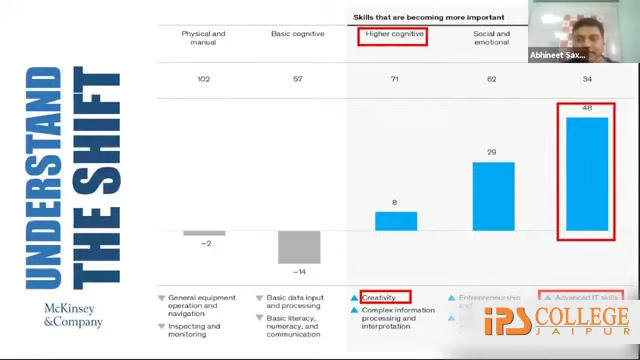 Skills that are becoming more important
Physical and
manual
Basic cognitive
Higher cognitive
Social and
emotional
Abhineet Sax...
102
57
71
62
34
UNDERSTAND
THE SHIFT
48
29
8
−2
−14
McKinsey
&Company
General equipment
operation and
navigation
Inspecting and
monitoring
Basic data input
and processing
Basic literacy,
numeracy, and
communication
Creativity
Complex information
processing and
interpretation
Entrepreneurship and
Advanced IT skills
iPS COLLEGE
JAIPUR